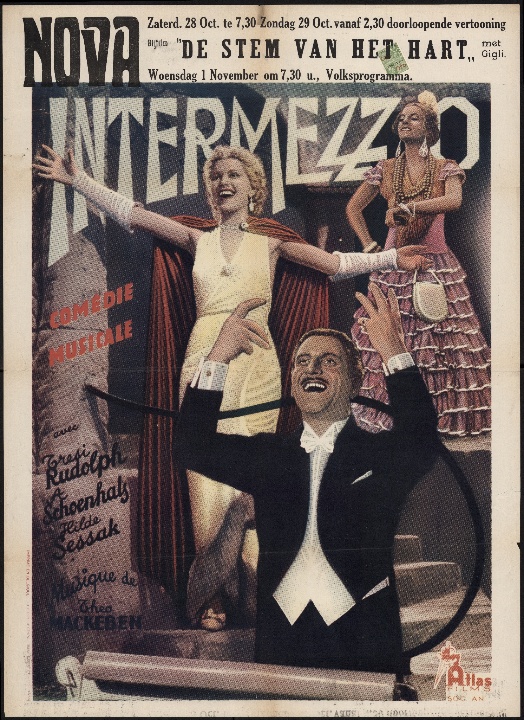 NOVA
Zaterd. 28 Oct. te 7,30 Zondag 29 Oct. vanaf 2,30 doorloopende vertooning
Bijfilm "DE STEM VAN HET HART„ met Gigli.
Woensdag 1 November om 7,30 u., Volksprogramma.
INTERMEZZO
COMÉDIE
MUSICALE
avec
Tresi
Rudolph
A.
Schoenhals
Hilde
Sessak
Musique de
Theo
MACKEBEN
Atlas
FILMS